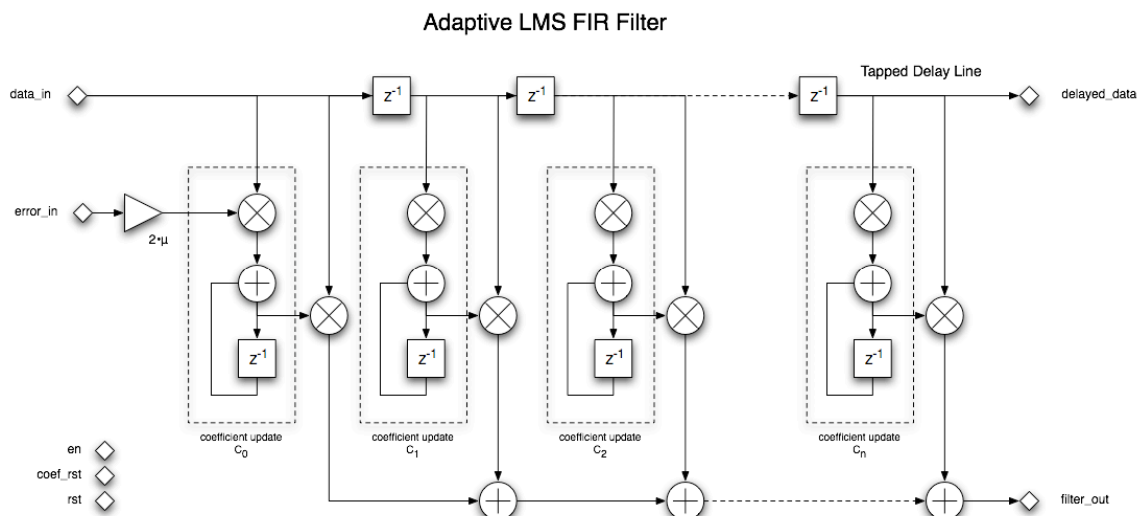 Adaptive LMS FIR Filter
Tapped Delay Line
data_in
z⁻¹
z⁻¹
z⁻¹
delayed_data
error_in
2•μ
z⁻¹
z⁻¹
z⁻¹
z⁻¹
coefficient update
C₀
coefficient update
C₁
coefficient update
C₂
coefficient update
Cₙ
en
coef_rst
rst
filter_out